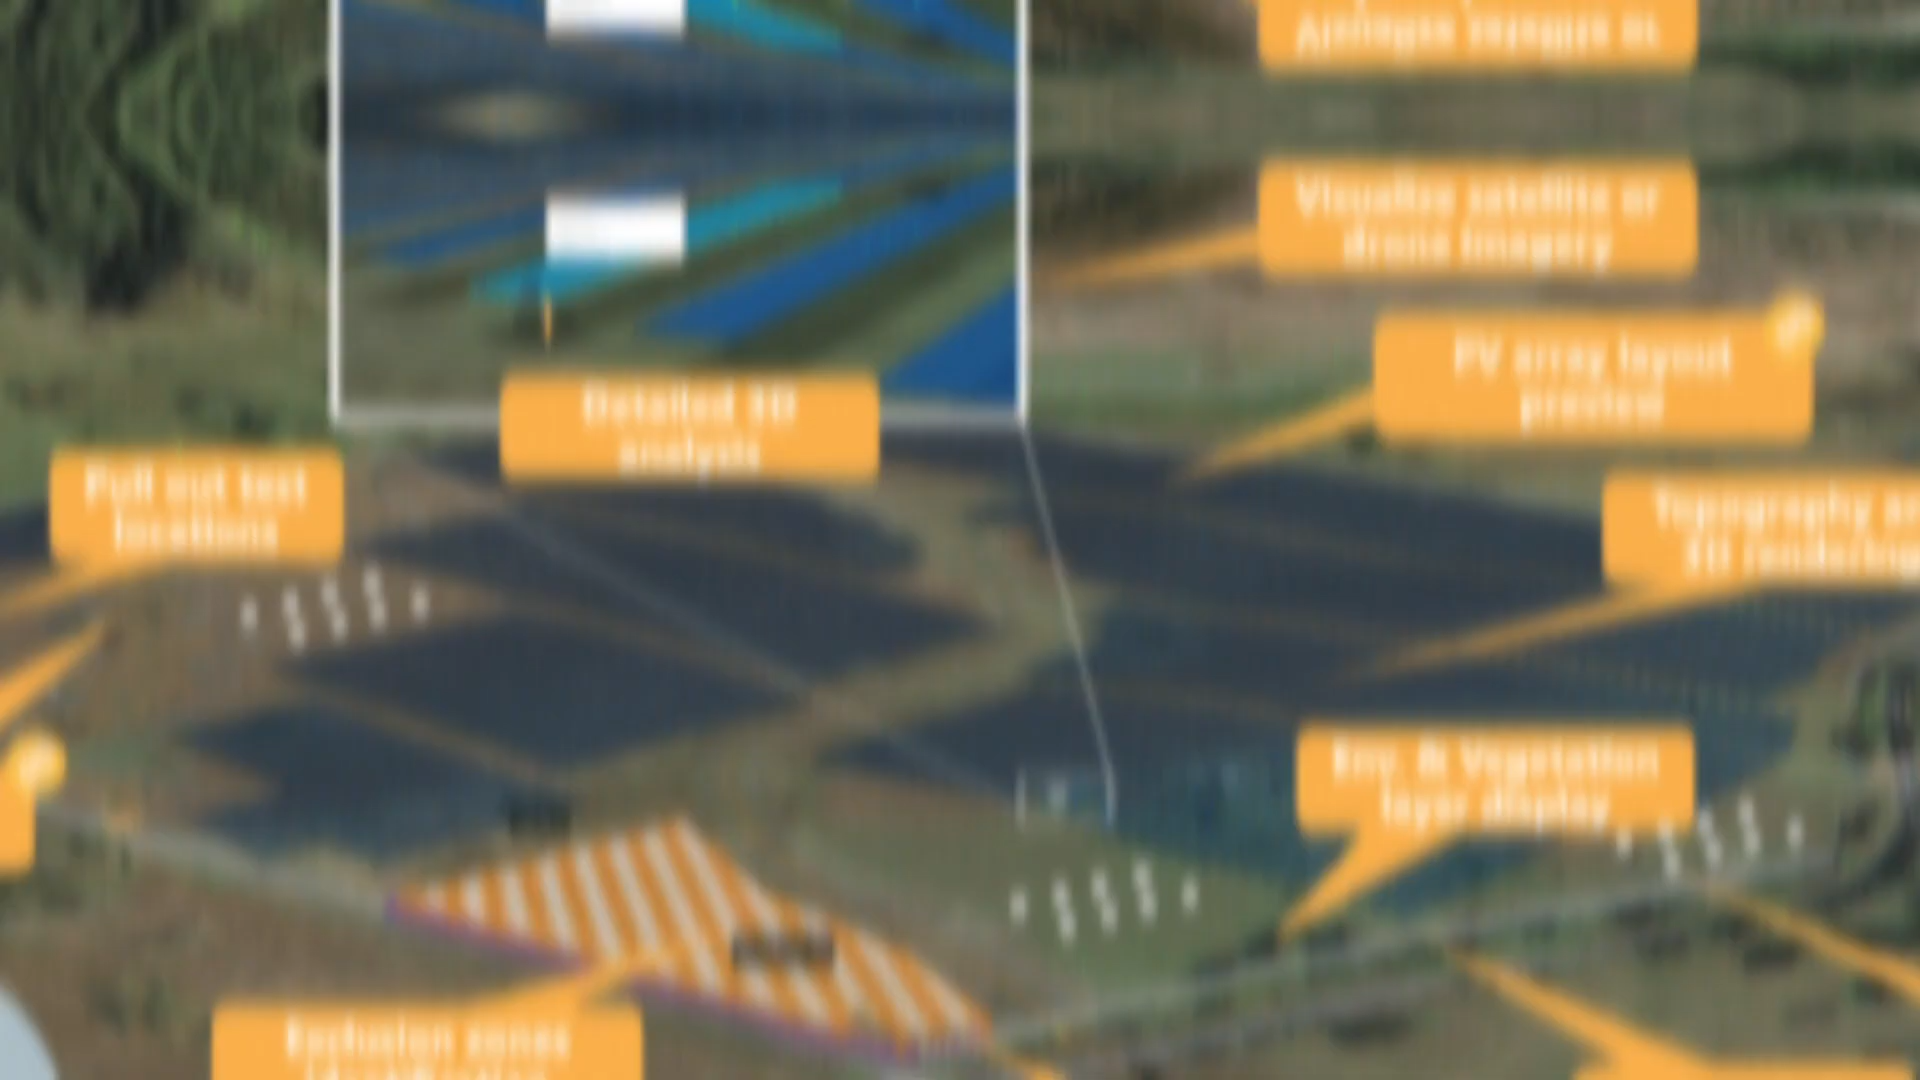 Visualise satellite or
drone imagery
PV array layout
preview
Detailed 3D
analysis
Pull out test
locations
Topography
3D rendering
Env. & Vegetation
layer display
Exclusion zones